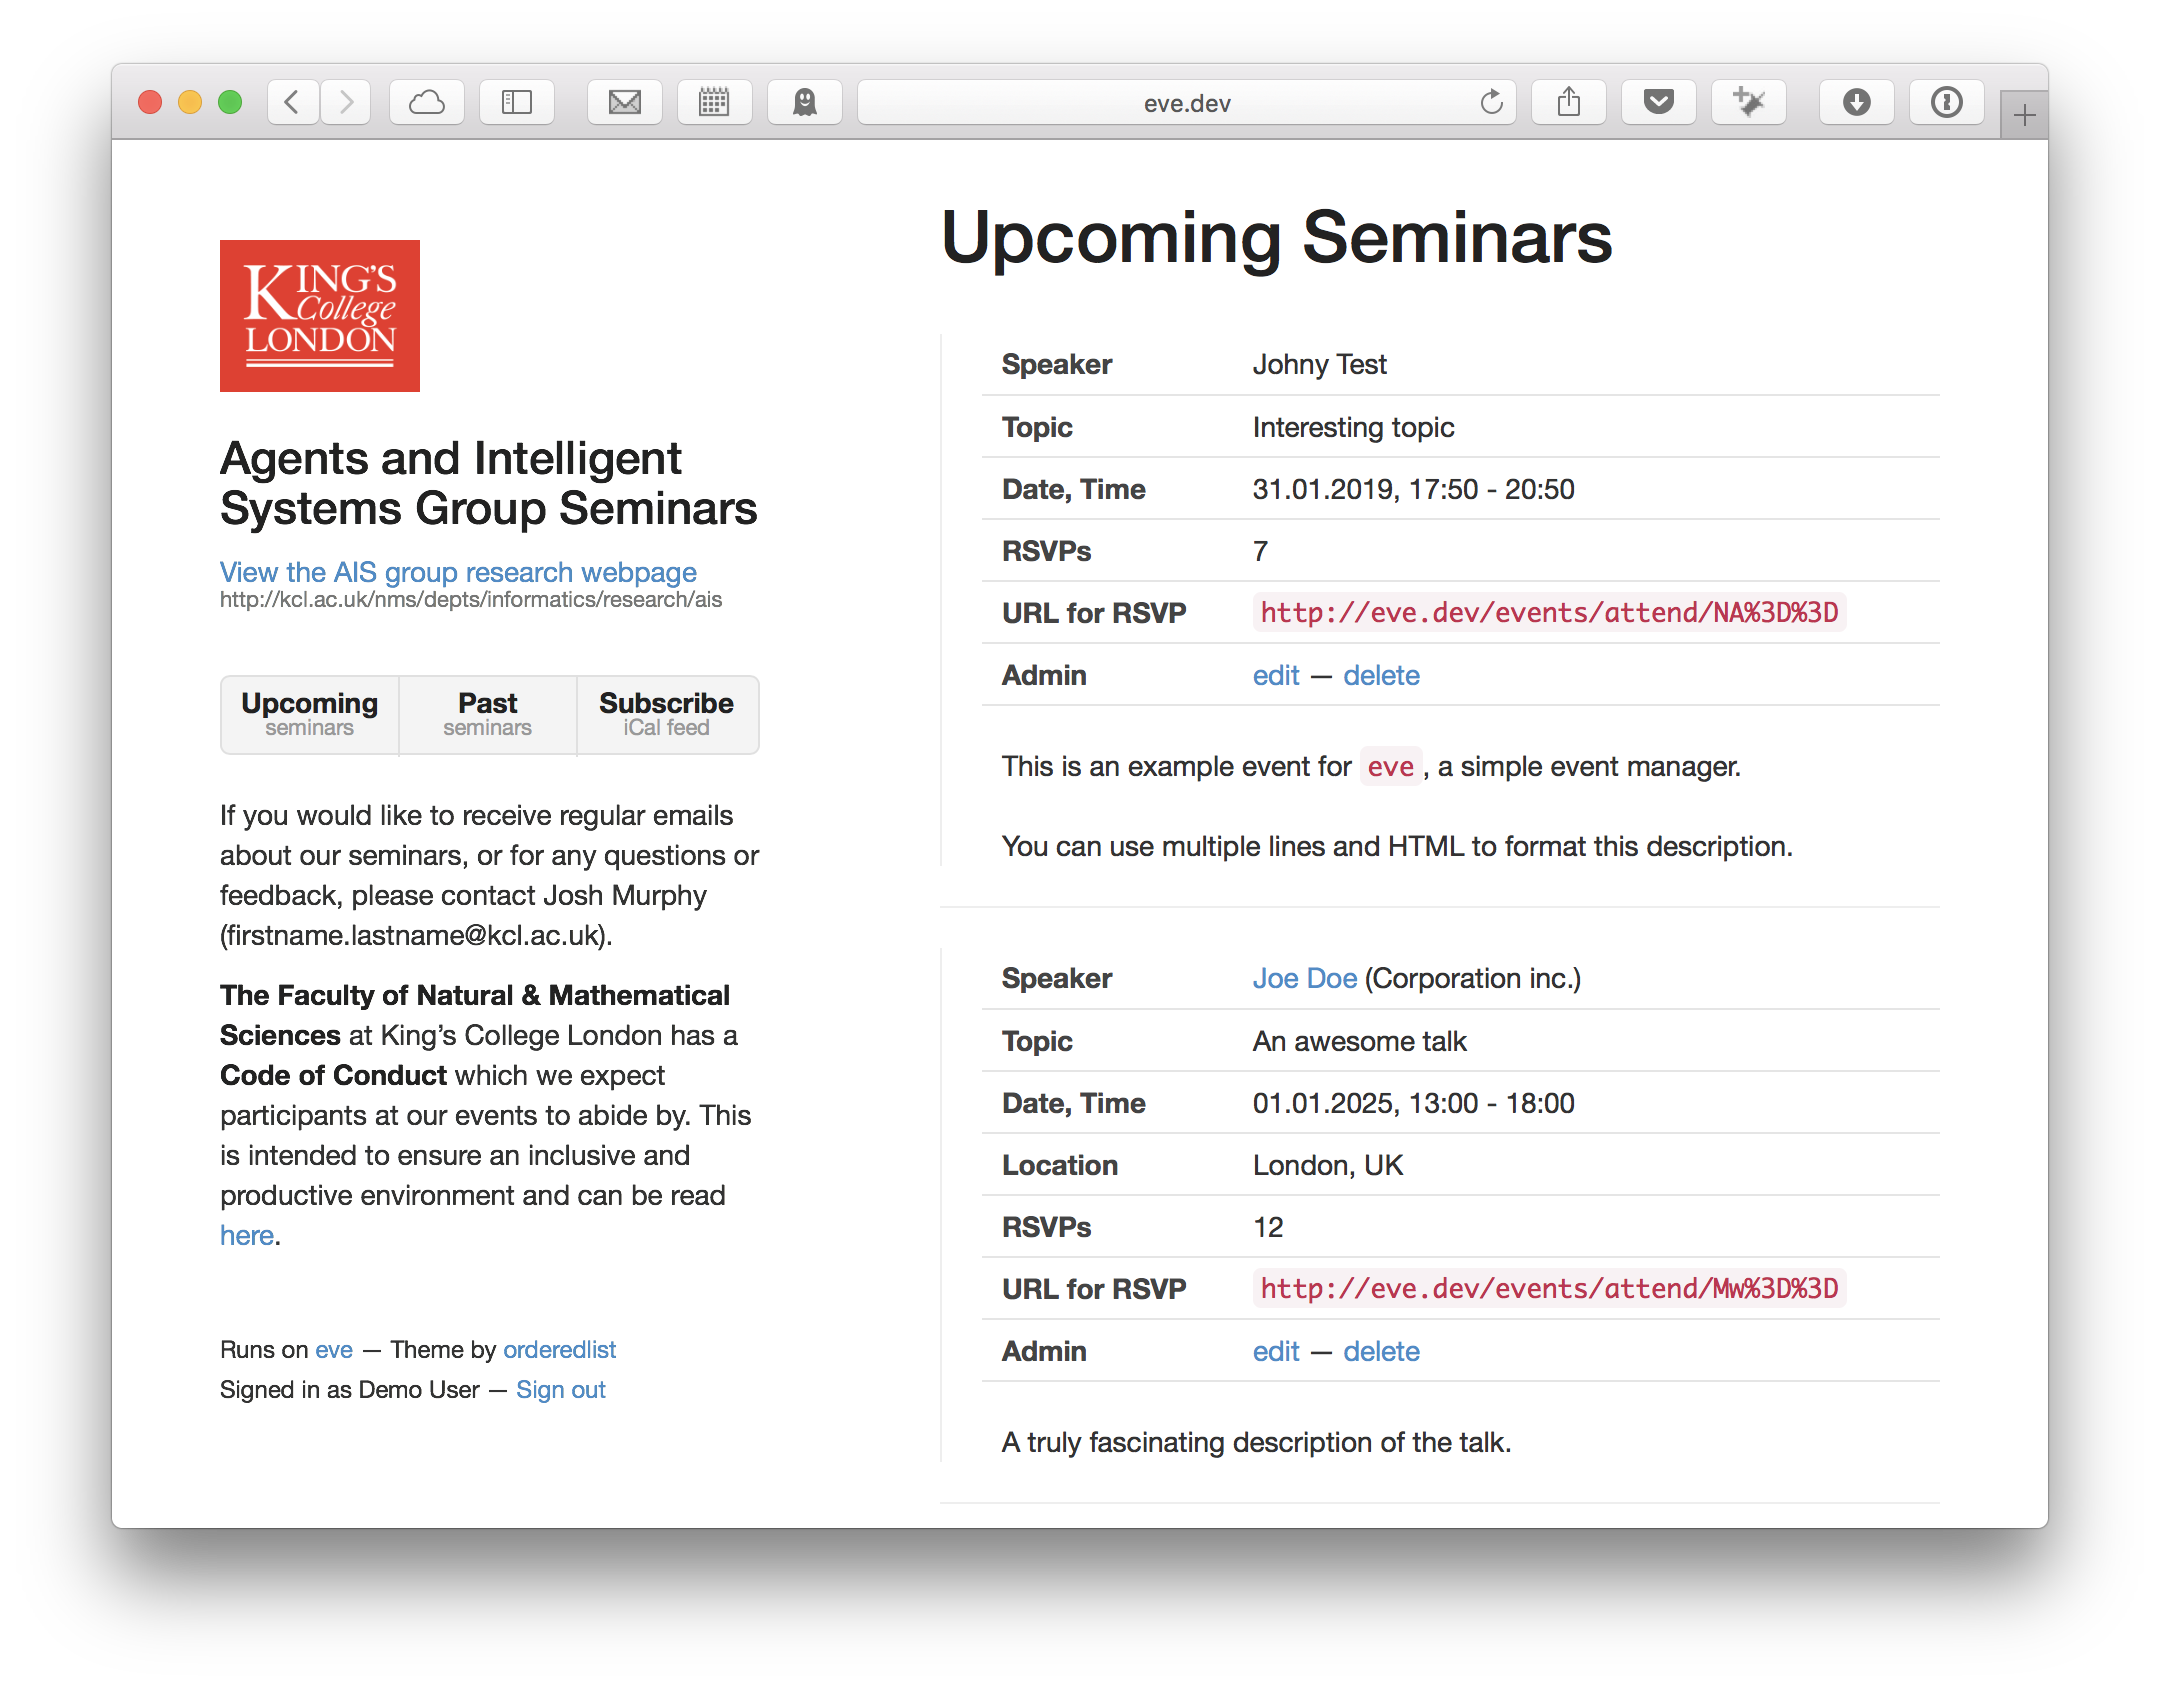 eve.dev
KING'S
College
LONDON
Agents and Intelligent
Systems Group Seminars
View the AIS group research webpage
http://kcl.ac.uk/nms/depts/informatics/research/ais
Upcoming Past Subscribe
seminars seminars iCal feed
If you would like to receive regular emails
about our seminars, or for any questions or
feedback, please contact Josh Murphy
(firstname.lastname@kcl.ac.uk).
The Faculty of Natural & Mathematical
Sciences at King’s College London has a
Code of Conduct which we expect
participants at our events to abide by. This
is intended to ensure an inclusive and
productive environment and can be read
here.
Runs on eve — Theme by orderedlist
Signed in as Demo User — Sign out
Upcoming Seminars
Speaker Johny Test
Topic Interesting topic
Date, Time 31.01.2019, 17:50 - 20:50
RSVPs 7
URL for RSVP http://eve.dev/events/attend/NA%3D%3D
Admin edit — delete
This is an example event for eve, a simple event manager.
You can use multiple lines and HTML to format this description.
Speaker Joe Doe (Corporation inc.)
Topic An awesome talk
Date, Time 01.01.2025, 13:00 - 18:00
Location London, UK
RSVPs 12
URL for RSVP http://eve.dev/events/attend/Mw%3D%3D
Admin edit — delete
A truly fascinating description of the talk.